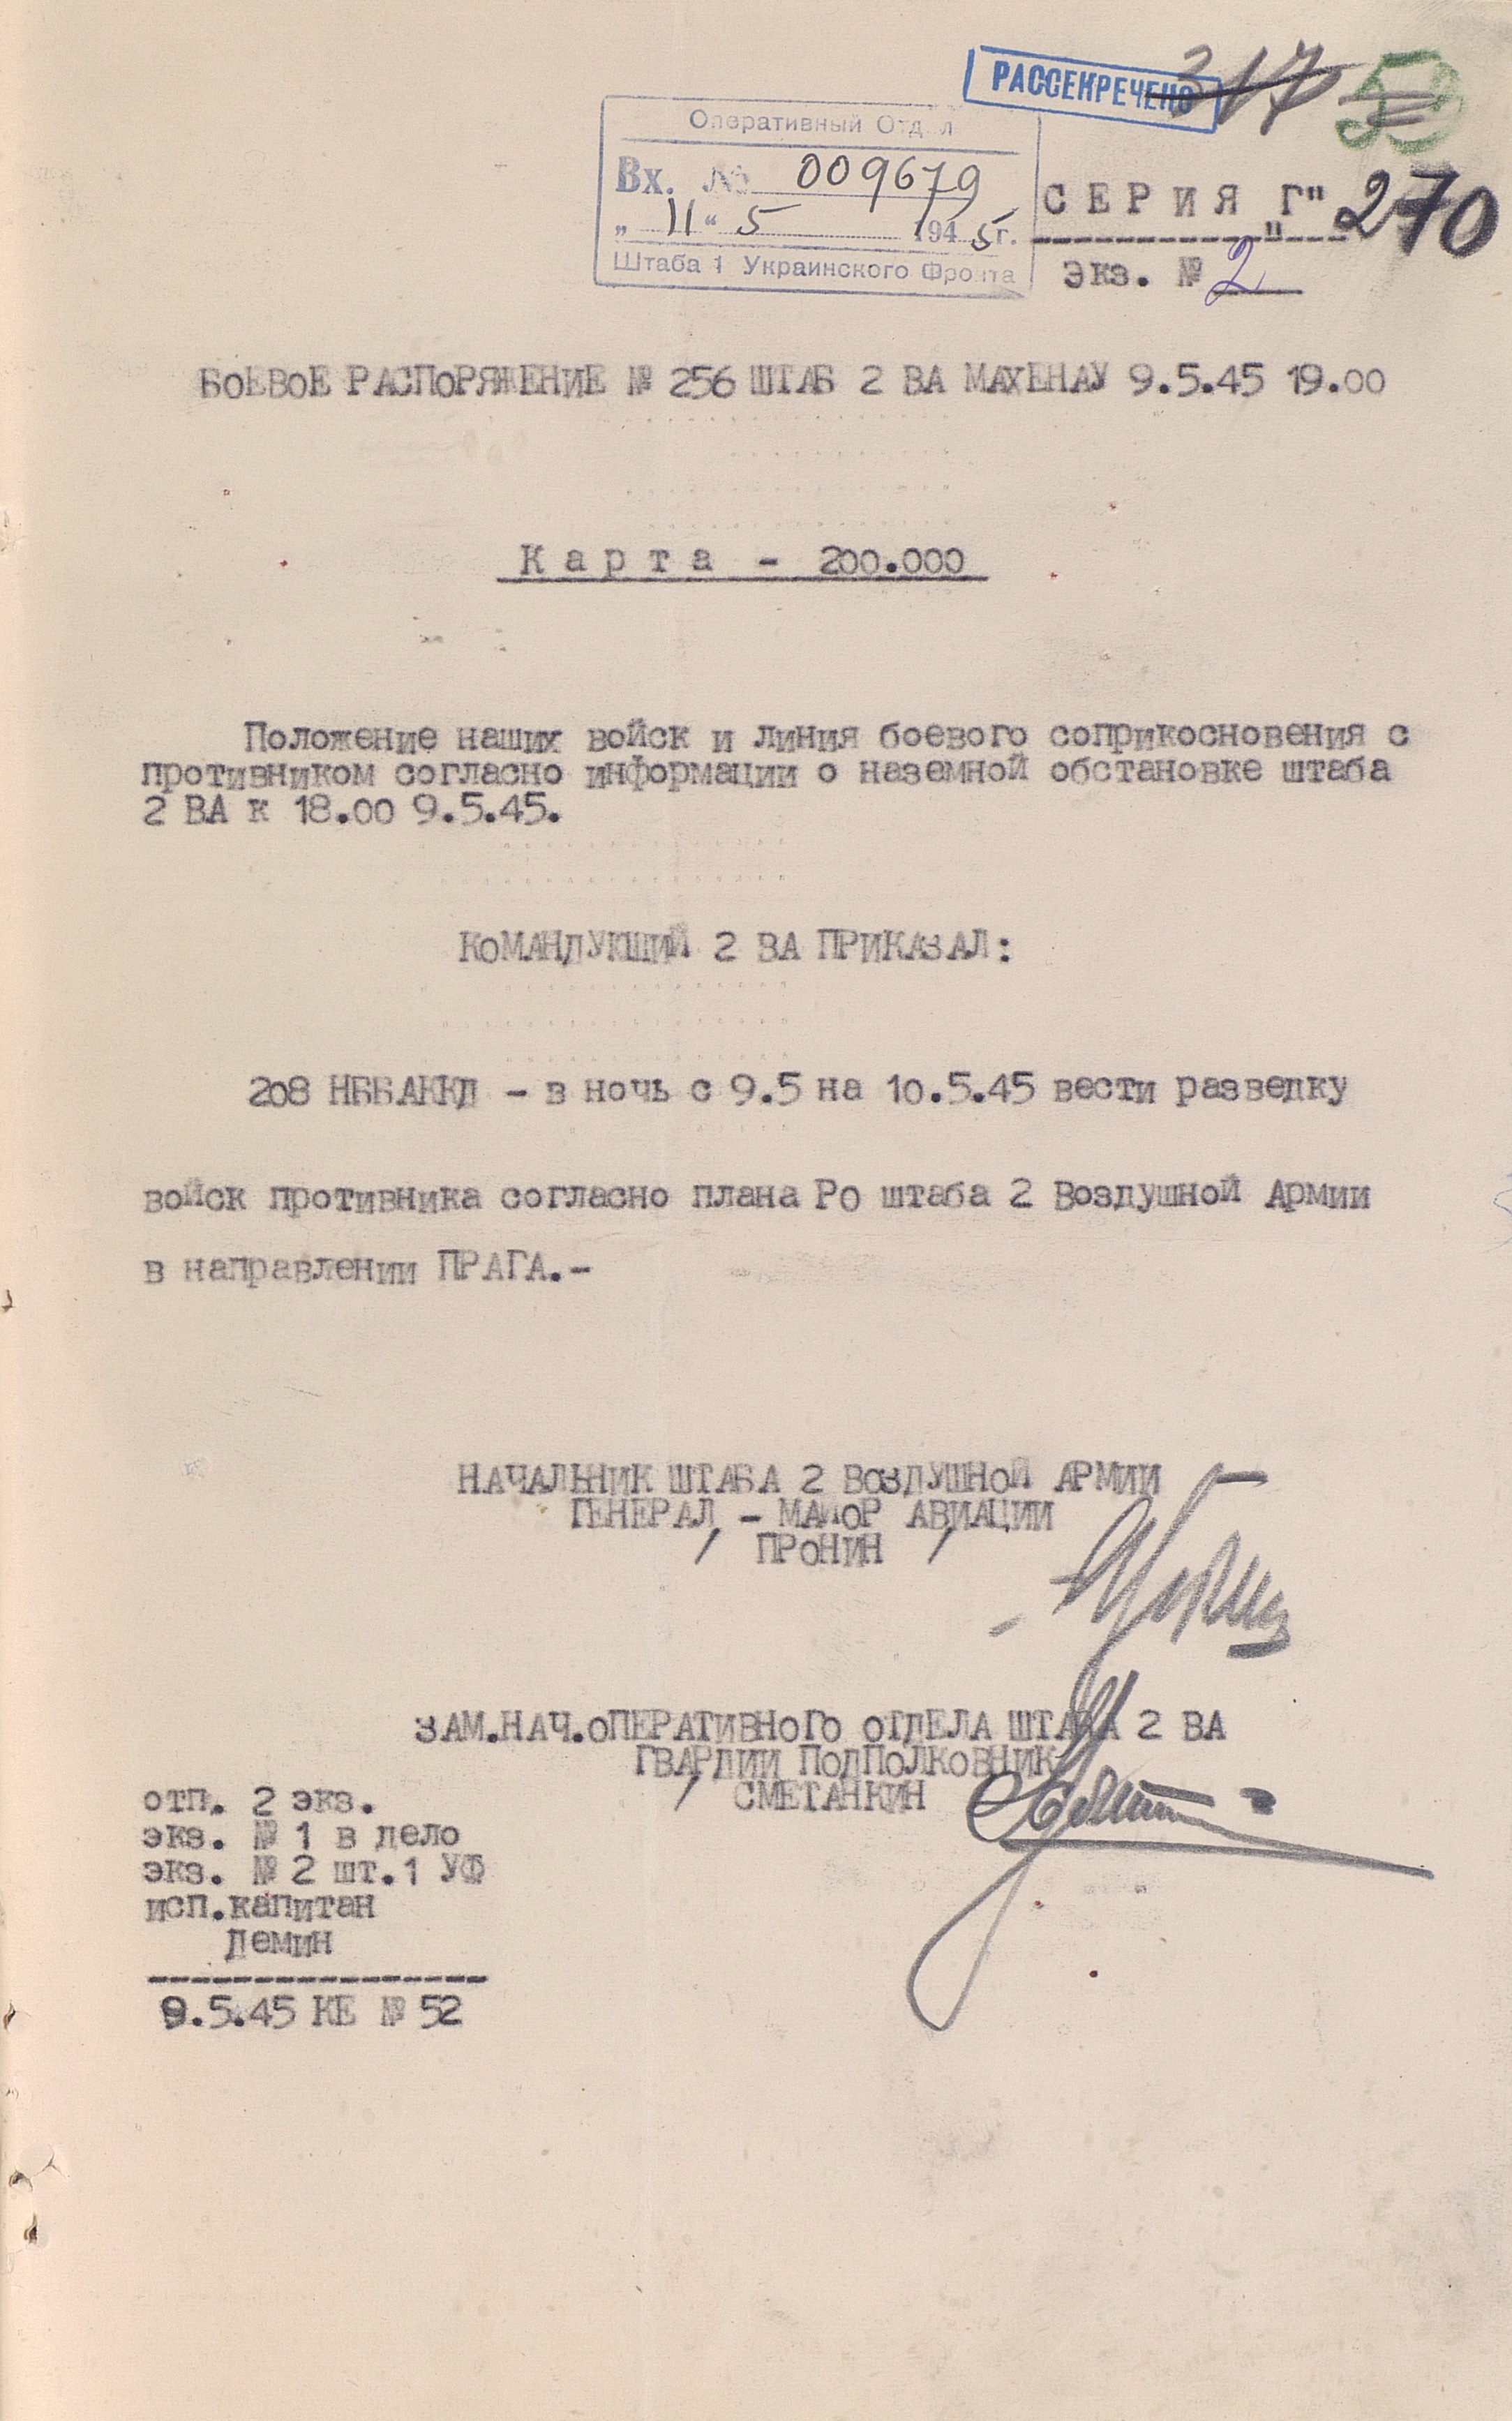 РАССЕКРЕЧЕНО
317
Оперативный Отдел
Вх. № 009679
„ 11 “ 5 1945г.
Штаба 1 Украинского Фронта
СЕРИЯ „Г" 270
экз. № 2
БОЕВОЕ РАСПОРЯЖЕНИЕ № 256 ШТАБ 2 ВА МАХЕНАУ 9.5.45 19.00
Карта - 200.000
Положение наших войск и линия боевого соприкосновения с
противником согласно информации о наземной обстановке штаба
2 ВА к 18.00 9.5.45.
КОМАНДУЮЩИЙ 2 ВА ПРИКАЗАЛ:
208 НББАККД - в ночь с 9.5 на 10.5.45 вести разведку
войск противника согласно плана РО штаба 2 Воздушной Армии
в направлении ПРАГА.-
НАЧАЛЬНИК ШТАБА 2 ВОЗДУШНОЙ АРМИИ
ГЕНЕРАЛ - МАЙОР АВИАЦИИ
/ ПРОНИН /
ЗАМ.НАЧ.ОПЕРАТИВНОГО ОТДЕЛА ШТАБА 2 ВА
ГВАРДИИ ПОДПОЛКОВНИК
/ СМЕТАНКИН
отп. 2 экз.
экз. № 1 в дело
экз. № 2 шт.1 УФ
исп.капитан
Демин
9.5.45 КЕ № 52